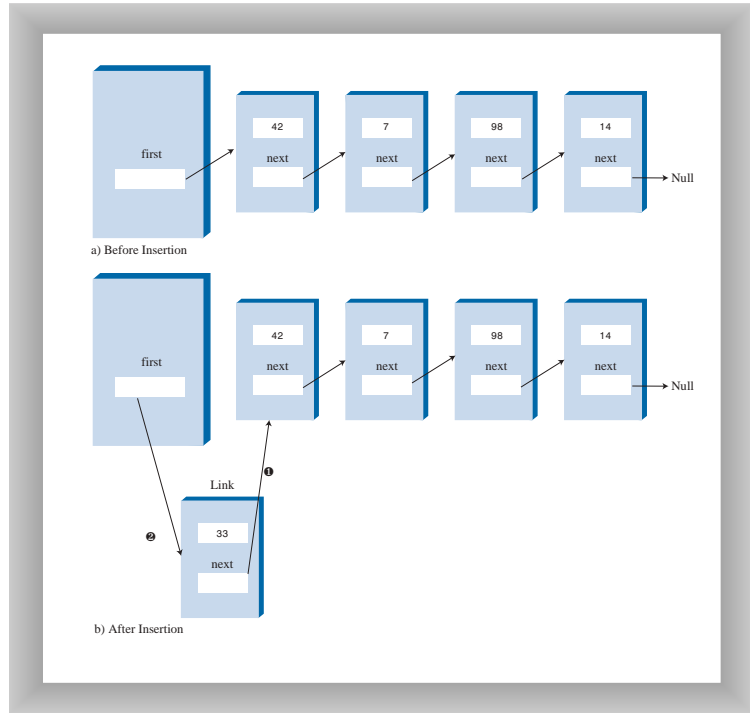 42 7 98 14
first next next next next
Null
a) Before Insertion
42 7 98 14
first next next next next
Null
❶
Link
❷ 33
next
b) After Insertion